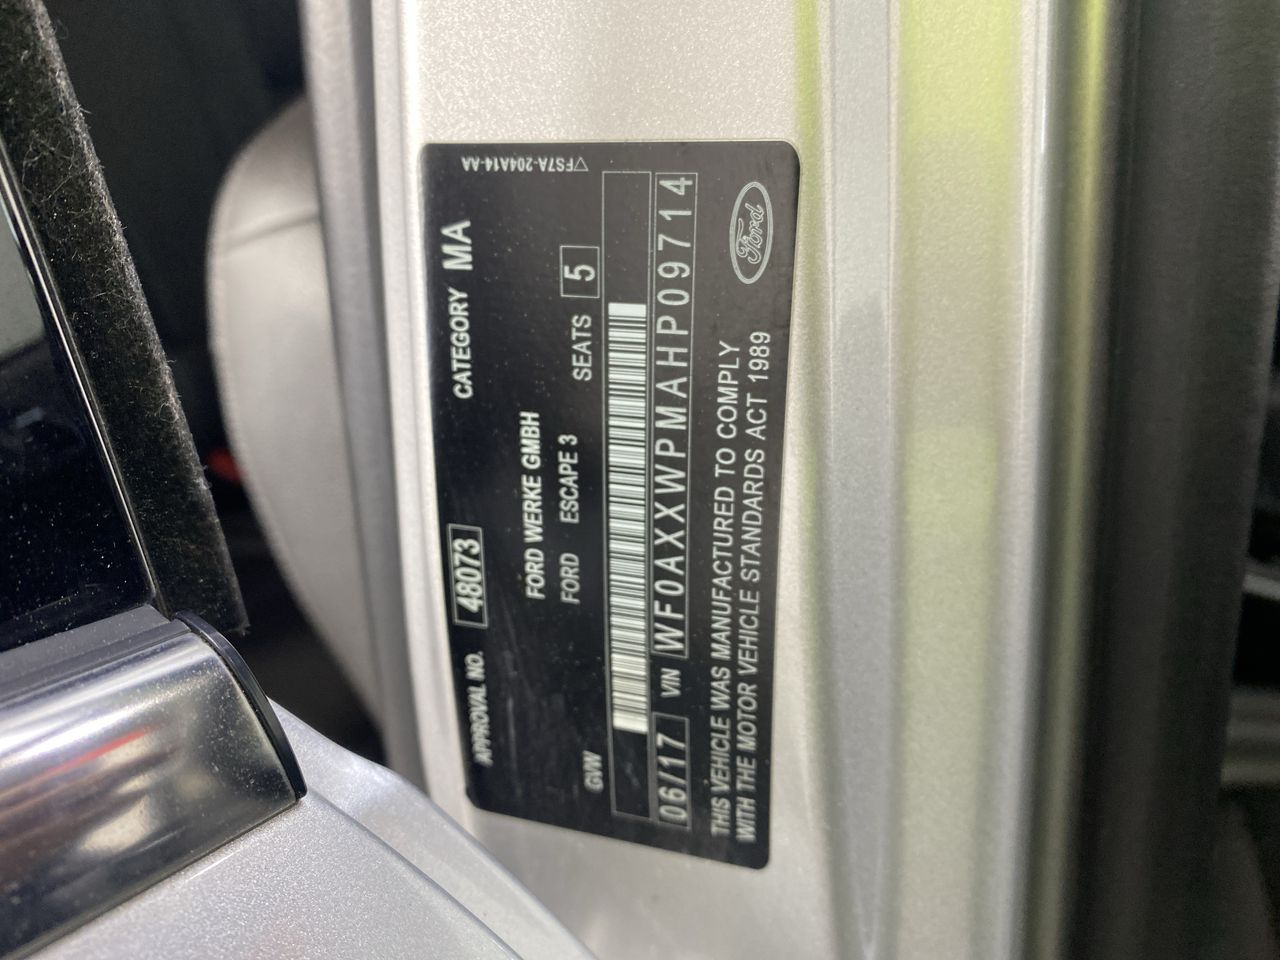 APPROVAL NO. 48073 CATEGORY MA
FORD WERKE GMBH
FORD ESCAPE 3
GVW SEATS 5
06/17 VIN WF0AXXWPMAHP09714
THIS VEHICLE WAS MANUFACTURED TO COMPLY
WITH THE MOTOR VEHICLE STANDARDS ACT 1989
Ford
FS7A-204A14-AA